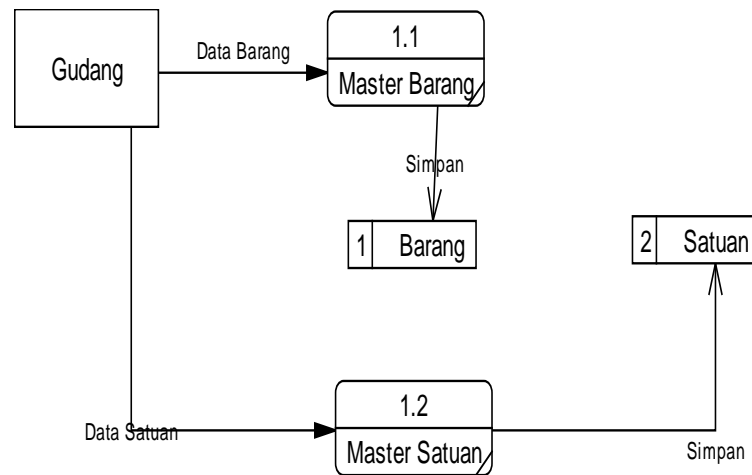 1.1
Data Barang
Gudang
Master Barang
Simpan
1 Barang
2 Satuan
1.2
Data Satuan
Master Satuan
Simpan